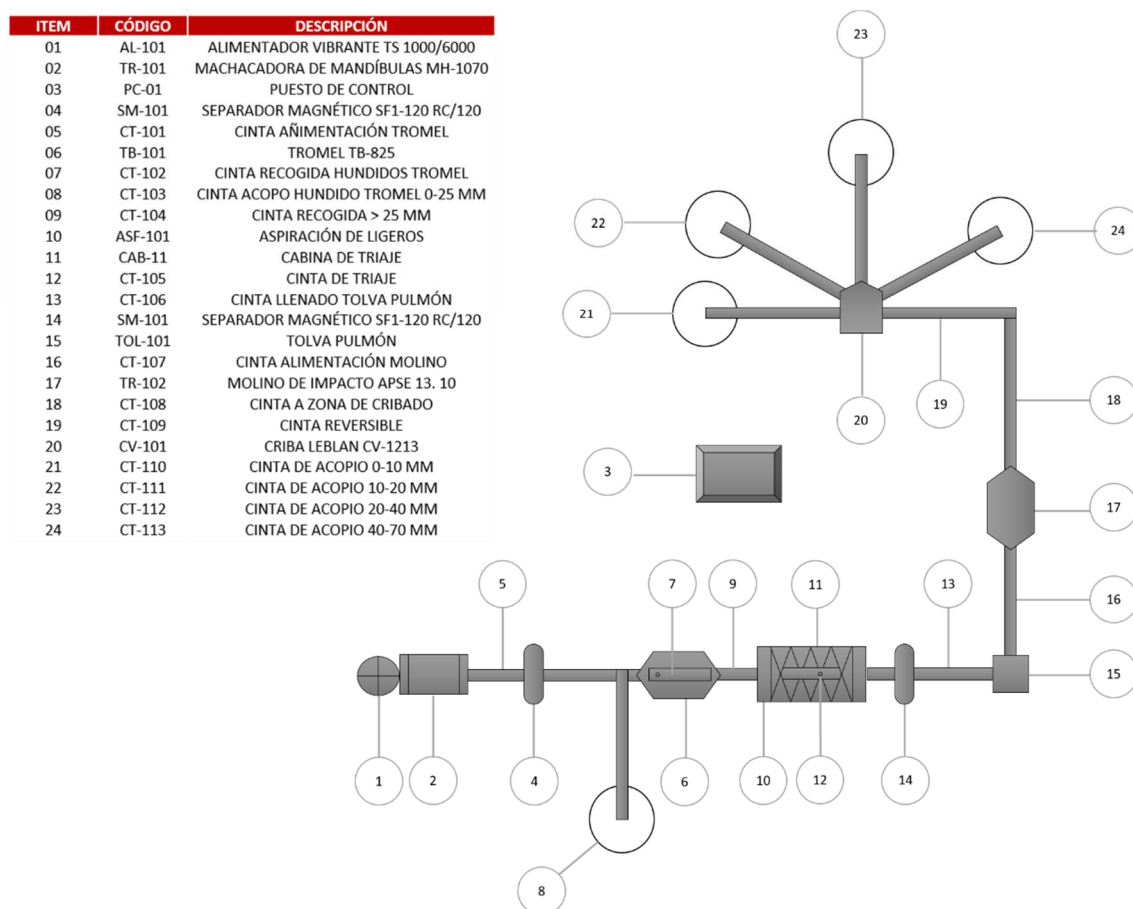 ITEM CÓDIGO DESCRIPCIÓN
01 AL-101 ALIMENTADOR VIBRANTE TS 1000/6000
02 TR-101 MACHACADORA DE MANDÍBULAS MH-1070
03 PC-01 PUESTO DE CONTROL
04 SM-101 SEPARADOR MAGNÉTICO SF1-120 RC/120
05 CT-101 CINTA AÑIMENTACIÓN TROMEL
06 TB-101 TROMEL TB-825
07 CT-102 CINTA RECOGIDA HUNDIDOS TROMEL
08 CT-103 CINTA ACOPO HUNDIDO TROMEL 0-25 MM
09 CT-104 CINTA RECOGIDA > 25 MM
10 ASF-101 ASPIRACIÓN DE LIGEROS
11 CAB-11 CABINA DE TRIAJE
12 CT-105 CINTA DE TRIAJE
13 CT-106 CINTA LLENADO TOLVA PULMÓN
14 SM-101 SEPARADOR MAGNÉTICO SF1-120 RC/120
15 TOL-101 TOLVA PULMÓN
16 CT-107 CINTA ALIMENTACIÓN MOLINO
17 TR-102 MOLINO DE IMPACTO APSE 13. 10
18 CT-108 CINTA A ZONA DE CRIBADO
19 CT-109 CINTA REVERSIBLE
20 CV-101 CRIBA LEBLAN CV-1213
21 CT-110 CINTA DE ACOPIO 0-10 MM
22 CT-111 CINTA DE ACOPIO 10-20 MM
23 CT-112 CINTA DE ACOPIO 20-40 MM
24 CT-113 CINTA DE ACOPIO 40-70 MM
23
22
24
21
18
19
20
3
17
5
7
9
11
13
16
15
1
2
4
6
10
12
14
8